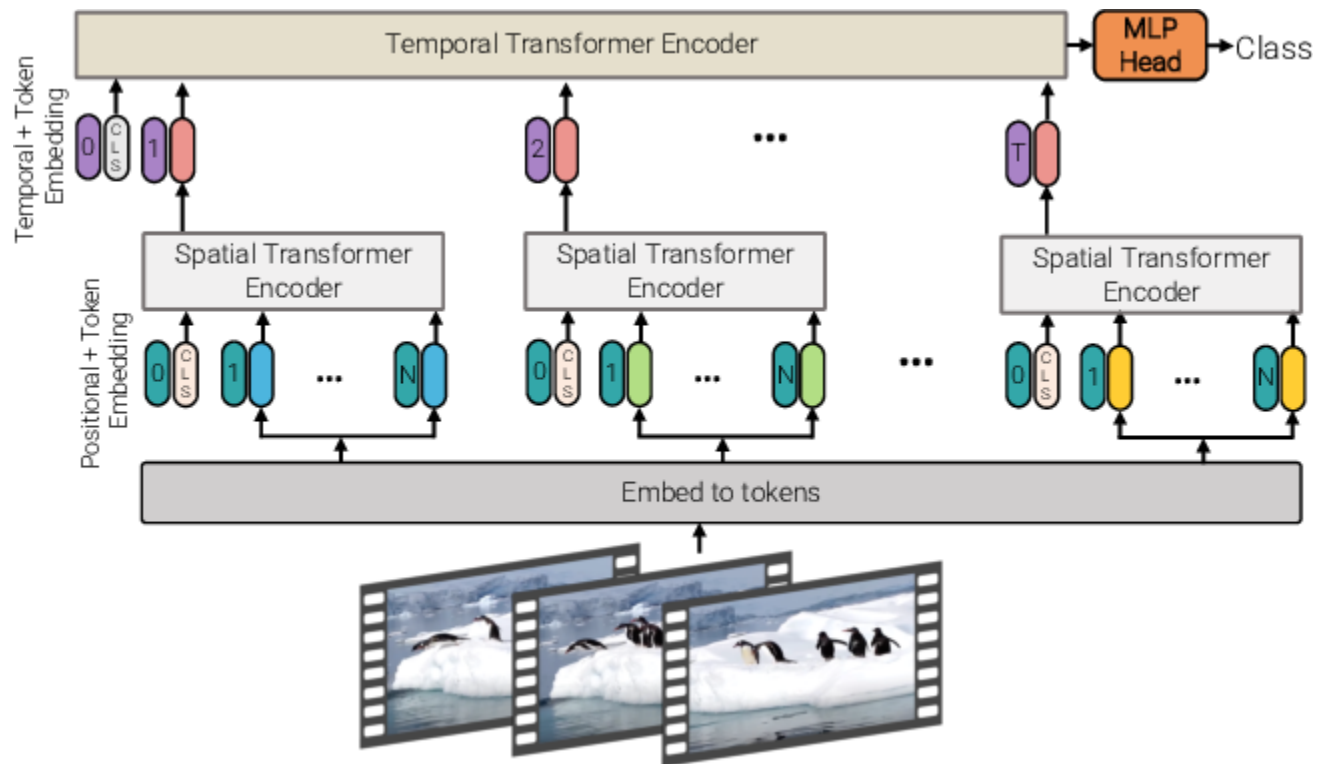 Temporal Transformer Encoder
MLP
Head
Class
Temporal + Token
Embedding
0
CLS
1
2
...
T
Spatial Transformer
Encoder
Spatial Transformer
Encoder
Spatial Transformer
Encoder
Positional + Token
Embedding
0
CLS
1
...
N
0
CLS
1
...
N
...
0
CLS
1
...
N
Embed to tokens